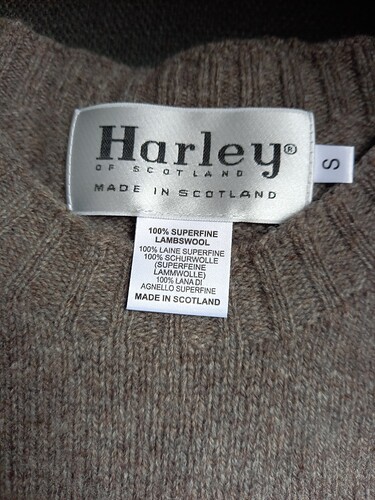 Harley®
OF SCOTLAND
MADE IN SCOTLAND
S
100% SUPERFINE
LAMBSWOOL
100% LAINE SUPERFINE
100% SCHURWOLLE
(SUPERFEINE
LAMMWOLLE)
100% LANA DI
AGNELLO SUPERFINE
MADE IN SCOTLAND